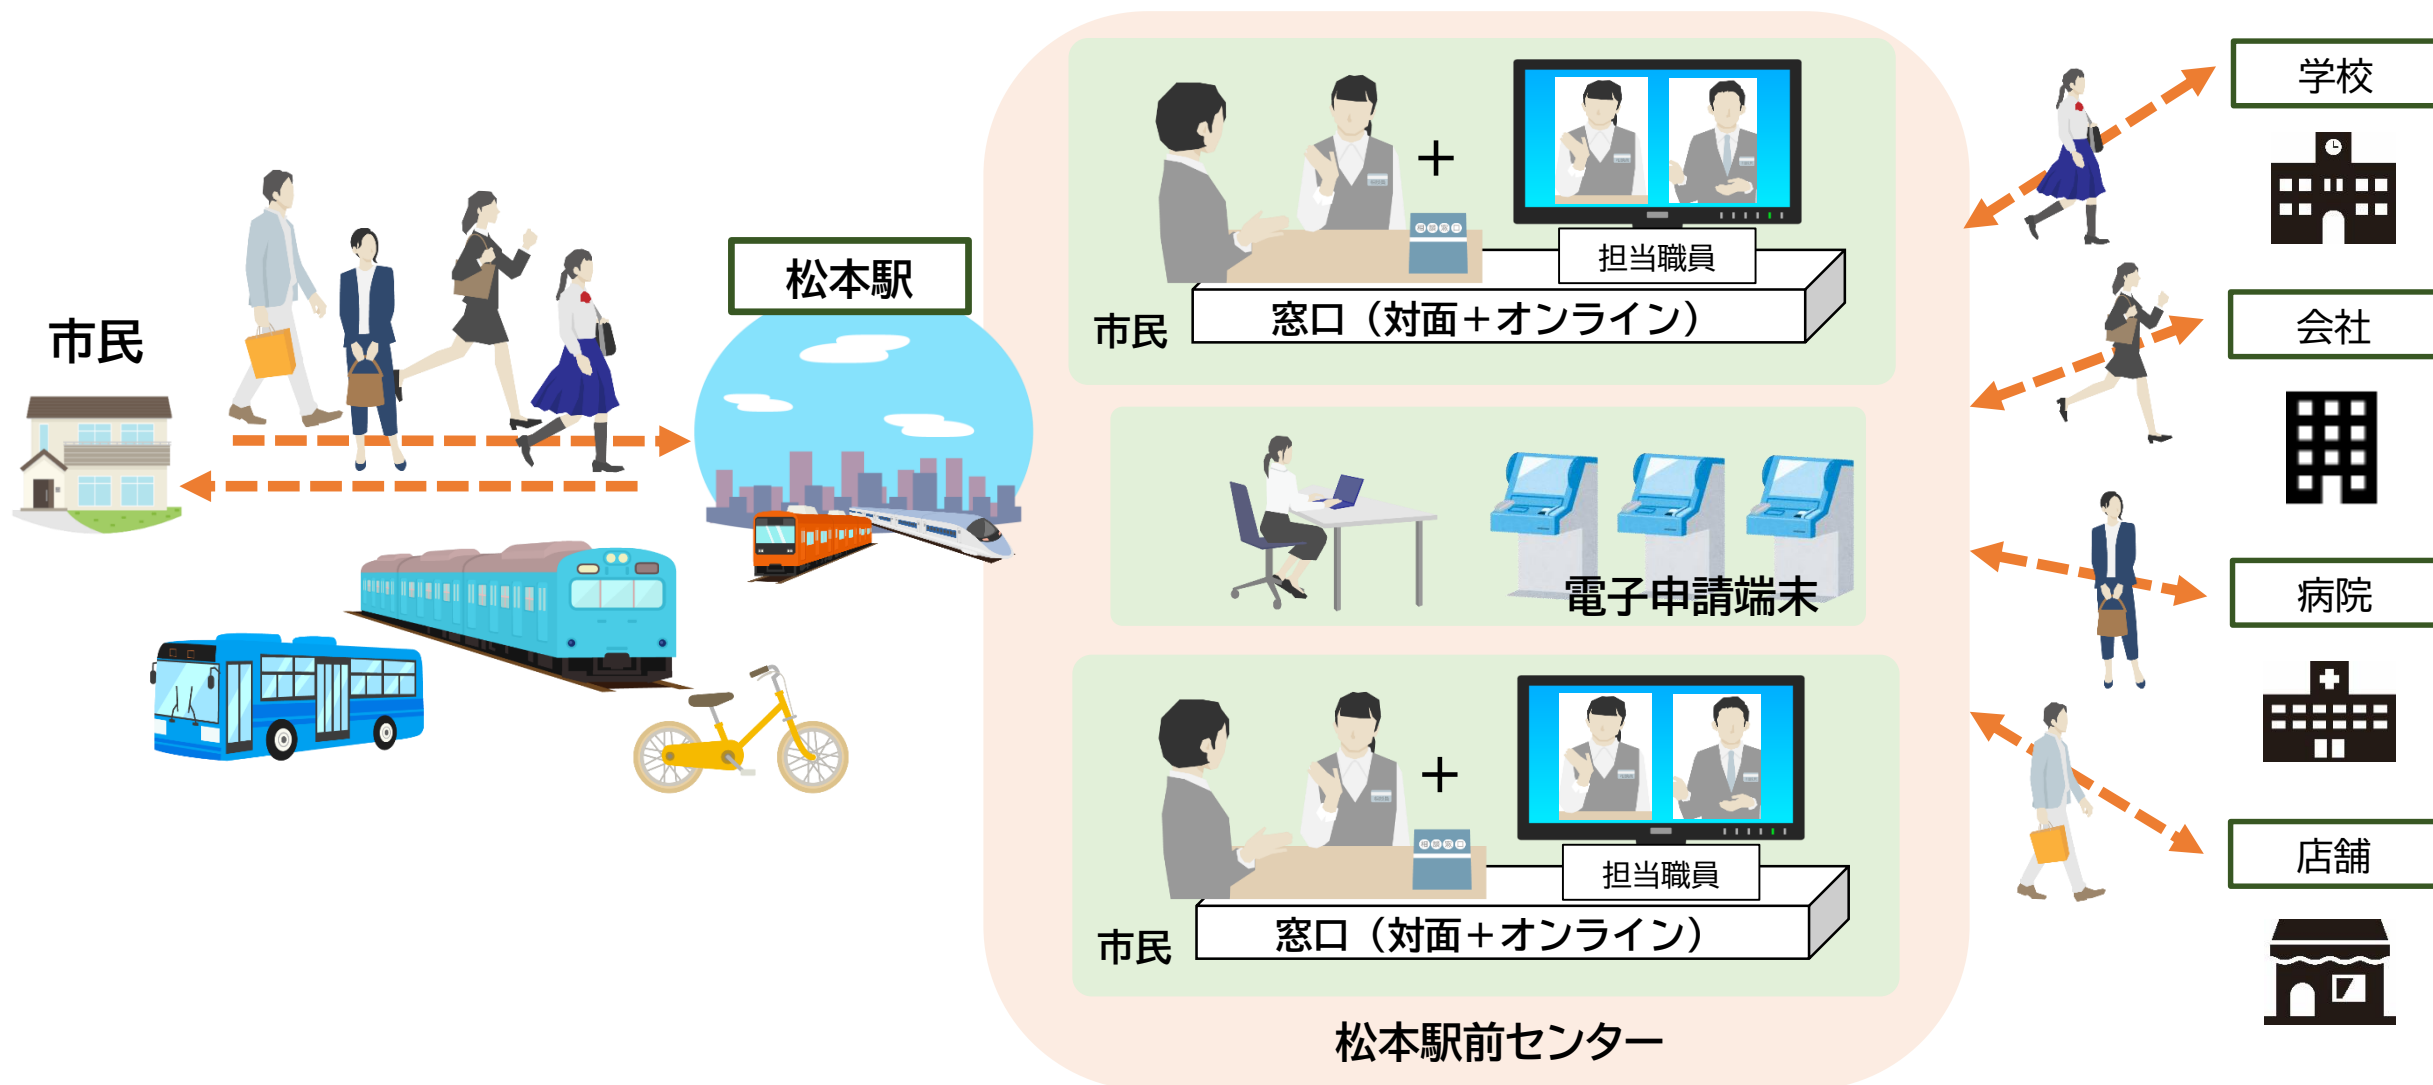 市民
松本駅
担当職員
窓口（対面＋オンライン）
市民
＋
電子申請端末
＋
担当職員
窓口（対面＋オンライン）
市民
松本駅前センター
学校
会社
病院
店舗